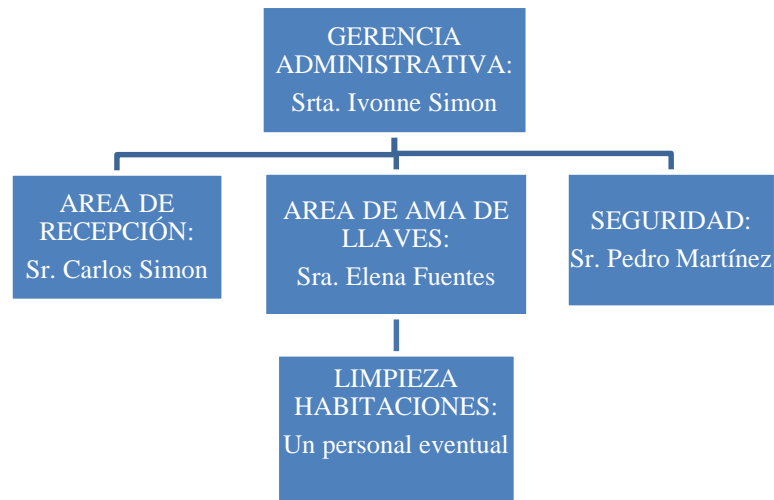 GERENCIA
ADMINISTRATIVA:
Srta. Ivonne Simon
AREA DE
RECEPCIÓN:
Sr. Carlos Simon
AREA DE AMA DE
LLAVES:
Sra. Elena Fuentes
SEGURIDAD:
Sr. Pedro Martínez
LIMPIEZA
HABITACIONES:
Un personal eventual